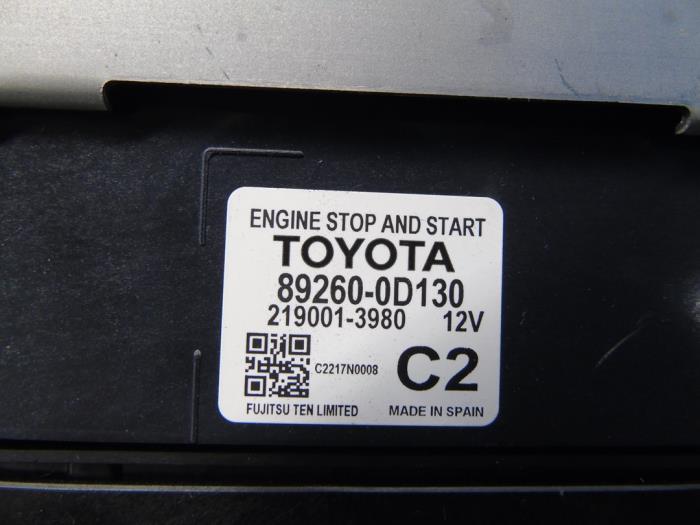 ENGINE STOP AND START
TOYOTA
89260-0D130
219001-3980 12V
C2217N0008 C2
FUJITSU TEN LIMITED MADE IN SPAIN